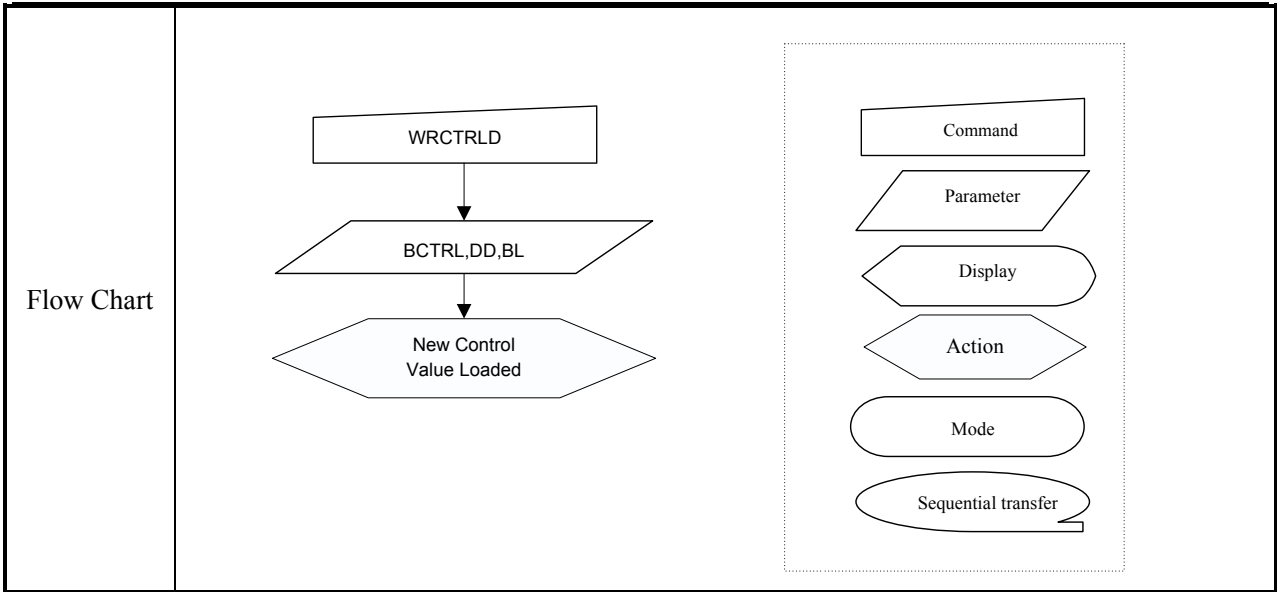 Flow Chart
WRCTRLD
BCTRL,DD,BL
New Control
Value Loaded
Command
Parameter
Display
Action
Mode
Sequential transfer